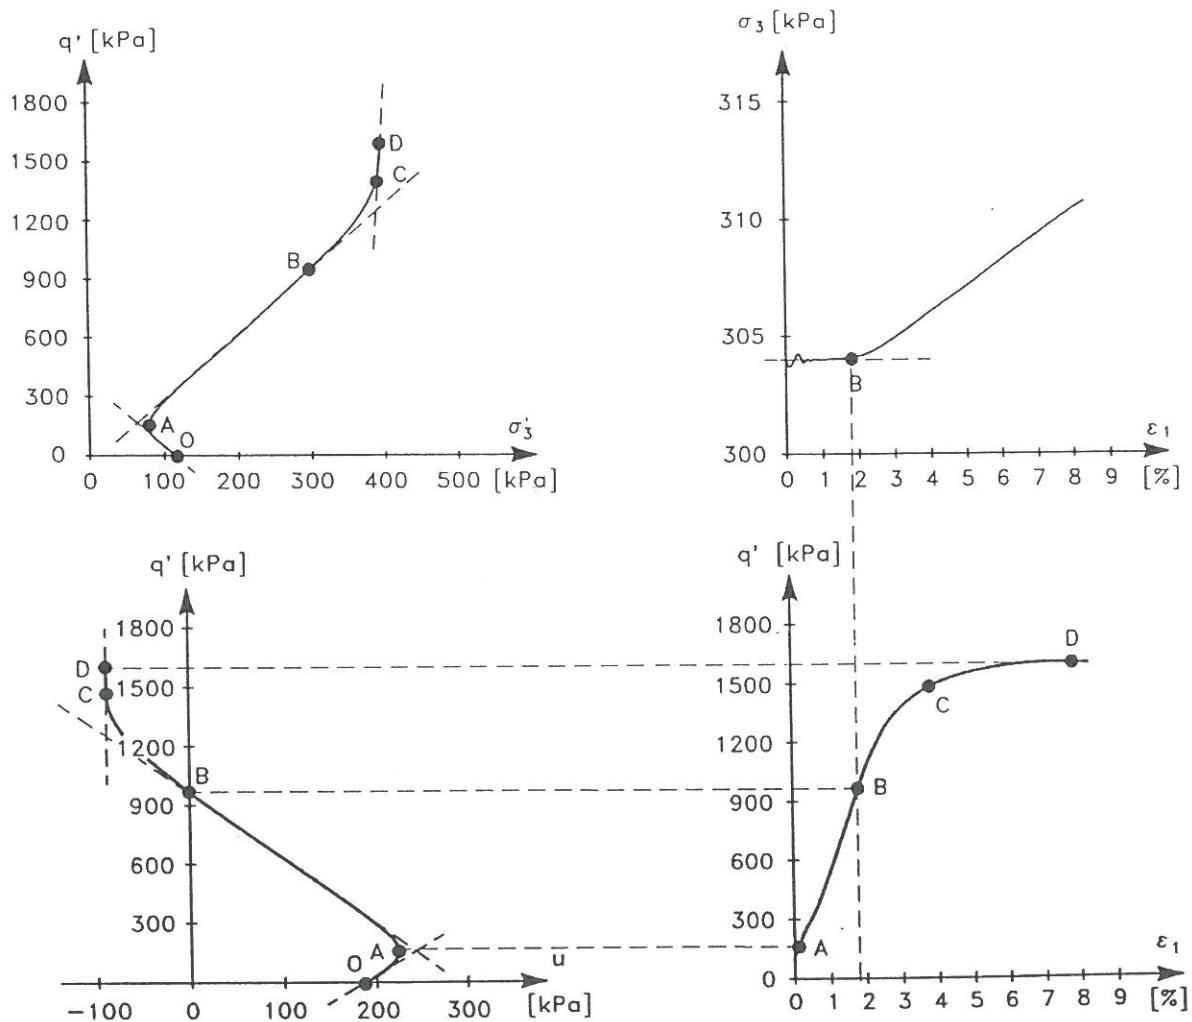 q' [kPa]
1800
1500
1200
900
600
300
0
D
C
B
A
O
σ'₃
0 100 200 300 400 500 [kPa]
σ₃ [kPa]
315
310
305
300
B
ε₁
0 1 2 3 4 5 6 7 8 9 [%]
q' [kPa]
1800
1500
1200
900
600
300
D
C
B
A
O
u
-100 0 100 200 300 [kPa]
q' [kPa]
1800
1500
1200
900
600
300
0
D
C
B
A
ε₁
0 1 2 3 4 5 6 7 8 9 [%]